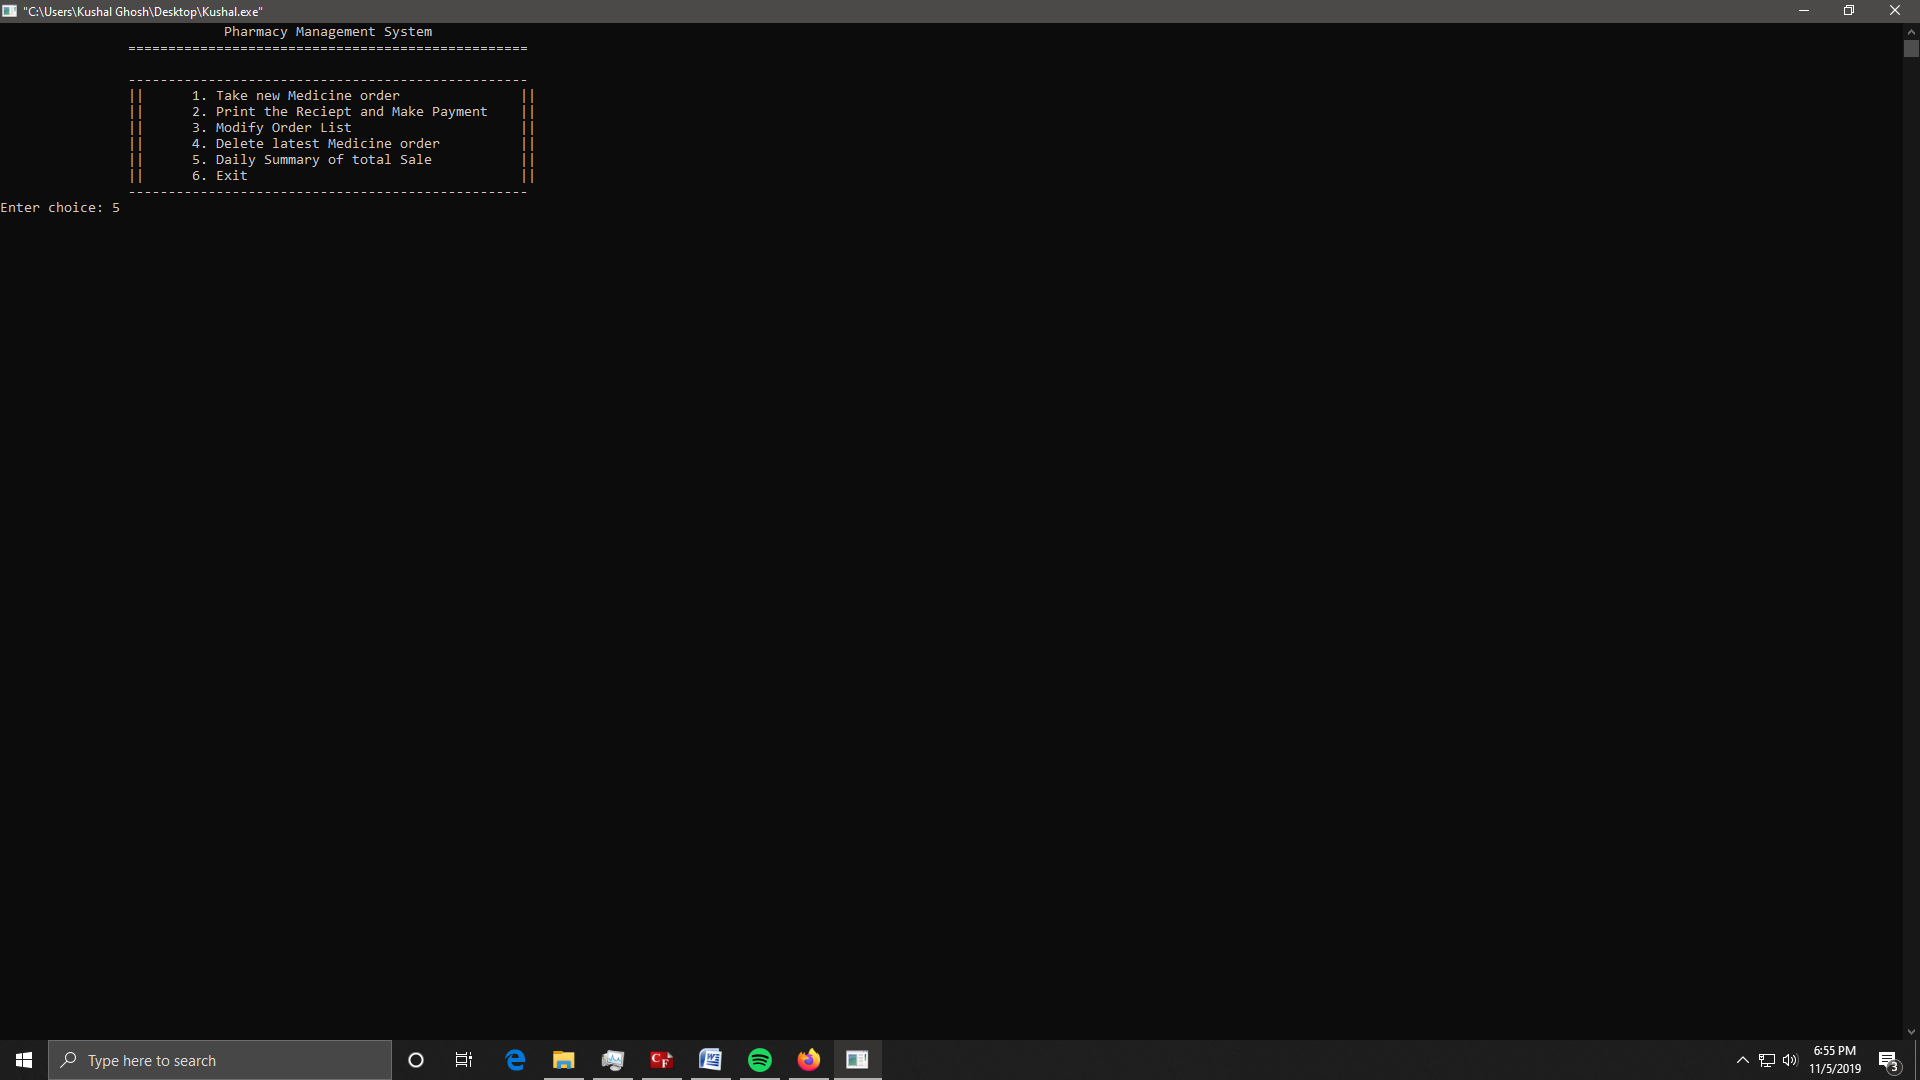 "C:\Users\Kushal Ghosh\Desktop\Kushal.exe"
Pharmacy Management System
==================================================
--------------------------------------------------
||      1. Take new Medicine order               ||
||      2. Print the Reciept and Make Payment    ||
||      3. Modify Order List                     ||
||      4. Delete latest Medicine order          ||
||      5. Daily Summary of total Sale           ||
||      6. Exit                                  ||
--------------------------------------------------
Enter choice: 5
Type here to search
CF
W
6:55 PM
11/5/2019
3